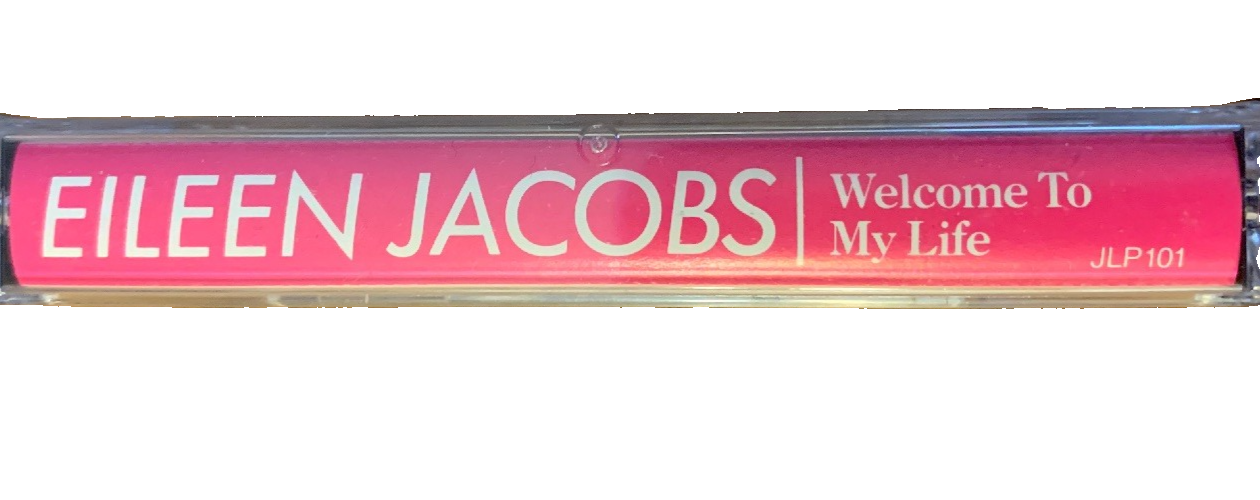 EILEEN JACOBS
Welcome To
My Life
JLP101